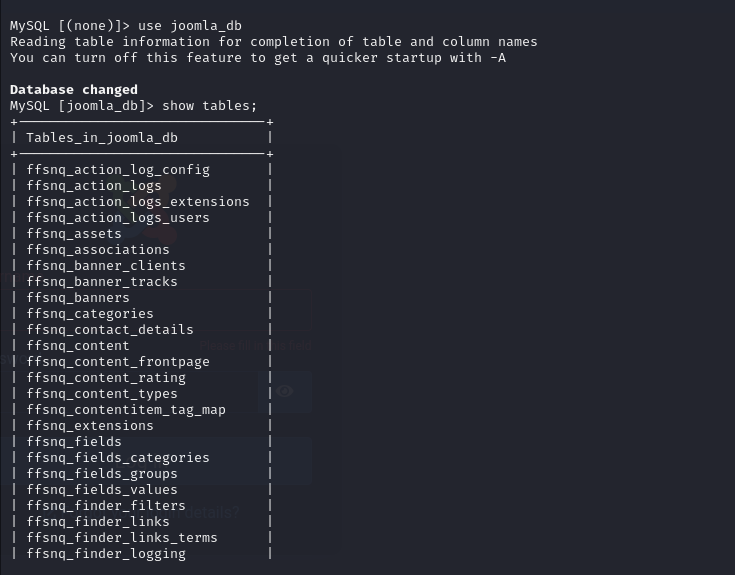 MySQL [(none)]> use joomla_db
Reading table information for completion of table and column names
You can turn off this feature to get a quicker startup with -A
Database changed
MySQL [joomla_db]> show tables;
+-------------------------------+
| Tables_in_joomla_db |
+-------------------------------+
| ffsnq_action_log_config |
| ffsnq_action_logs |
| ffsnq_action_logs_extensions |
| ffsnq_action_logs_users |
| ffsnq_assets |
| ffsnq_associations |
| ffsnq_banner_clients |
| ffsnq_banner_tracks |
| ffsnq_banners |
| ffsnq_categories |
| ffsnq_contact_details |
| ffsnq_content |
| ffsnq_content_frontpage |
| ffsnq_content_rating |
| ffsnq_content_types |
| ffsnq_contentitem_tag_map |
| ffsnq_extensions |
| ffsnq_fields |
| ffsnq_fields_categories |
| ffsnq_fields_groups |
| ffsnq_fields_values |
| ffsnq_finder_filters |
| ffsnq_finder_links |
| ffsnq_finder_links_terms |
| ffsnq_finder_logging |